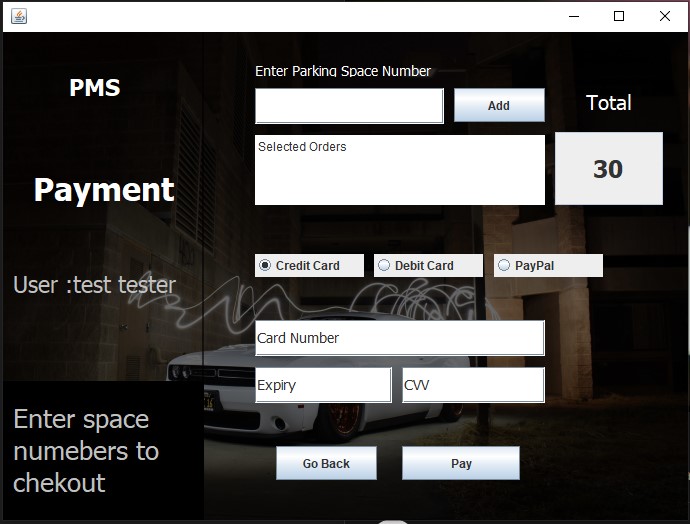 PMS
Payment
User :test tester
Enter space
numebers to
chekout
Enter Parking Space Number
Add
Selected Orders
Total
30
Credit Card
Debit Card
PayPal
Card Number
Expiry
CVV
Go Back
Pay